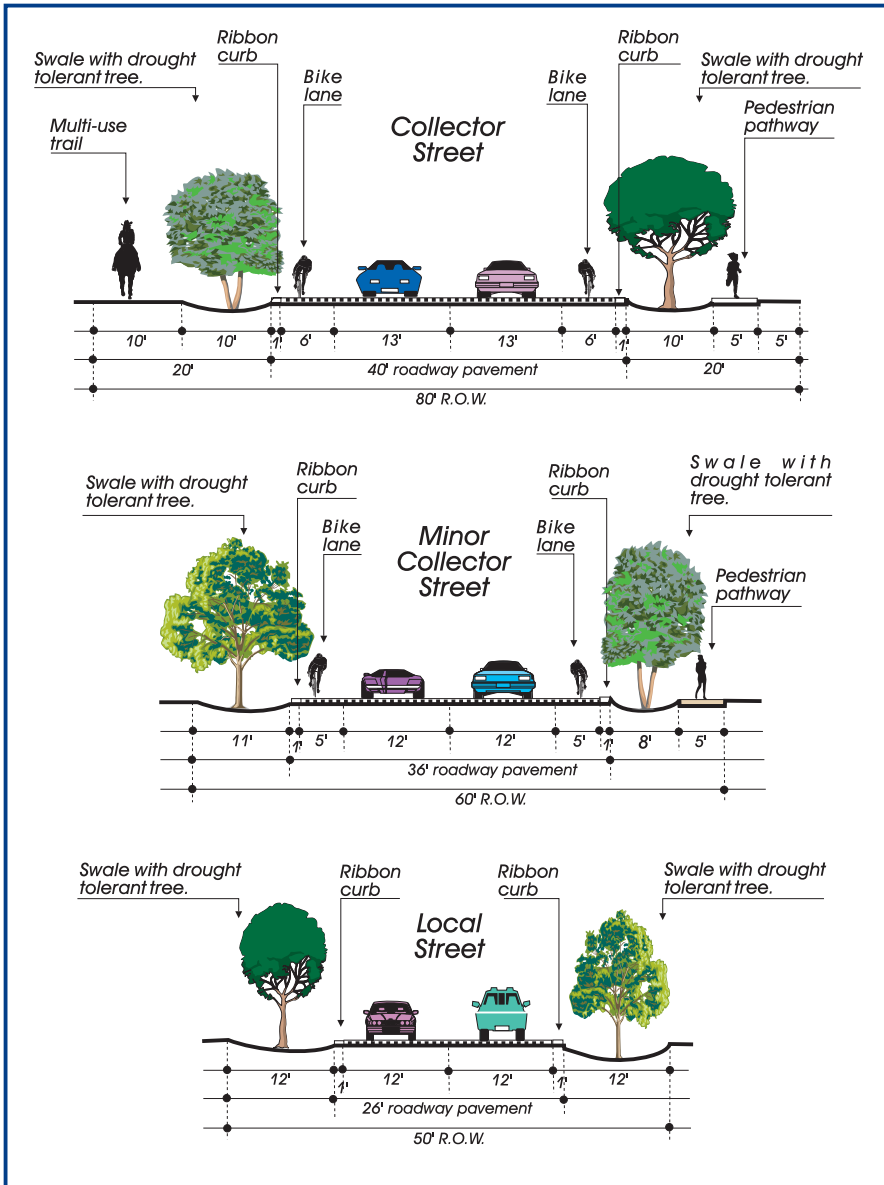 Ribbon
curb
Ribbon
curb
Swale with drought
tolerant tree.
Swale with drought
tolerant tree.
Bike
lane
Bike
lane
Multi-use
trail
Collector
Street
Pedestrian
pathway
10' 10' 1' 6' 13' 13' 6' 1' 10' 5' 5'
20' 40' roadway pavement 20'
80' R.O.W.
Swale with drought
tolerant tree.
Ribbon
curb
Ribbon
curb
Swale with
drought tolerant
tree.
Bike
lane
Minor
Collector
Street
Bike
lane
Pedestrian
pathway
11' 1' 5' 12' 12' 5' 1' 8' 5'
36' roadway pavement
60' R.O.W.
Swale with drought
tolerant tree.
Ribbon
curb
Ribbon
curb
Swale with drought
tolerant tree.
Local
Street
12' 1' 12' 12' 1' 12'
26' roadway pavement
50' R.O.W.